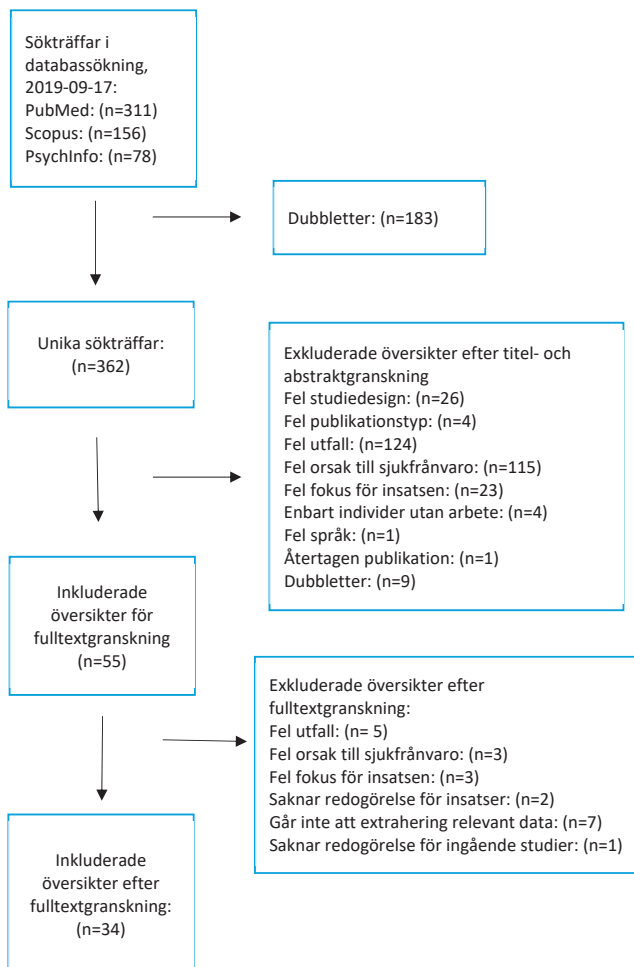 Sökträffar i
databassökning,
2019-09-17:
PubMed: (n=311)
Scopus: (n=156)
PsychInfo: (n=78)
Dubbletter: (n=183)
Unika sökträffar:
(n=362)
Exkluderade översikter efter titel- och
abstraktgranskning
Fel studiedesign: (n=26)
Fel publikationstyp: (n=4)
Fel utfall: (n=124)
Fel orsak till sjukfrånvaro: (n=115)
Fel fokus för insatsen: (n=23)
Enbart individer utan arbete: (n=4)
Fel språk: (n=1)
Återtagen publikation: (n=1)
Dubbletter: (n=9)
Inkluderade
översikter för
fulltextgranskning
(n=55)
Exkluderade översikter efter
fulltextgranskning:
Fel utfall: (n= 5)
Fel orsak till sjukfrånvaro: (n=3)
Fel fokus för insatsen: (n=3)
Saknar redogörelse för insatser: (n=2)
Går inte att extrahering relevant data: (n=7)
Saknar redogörelse för ingående studier: (n=1)
Inkluderade
översikter efter
fulltextgranskning:
(n=34)